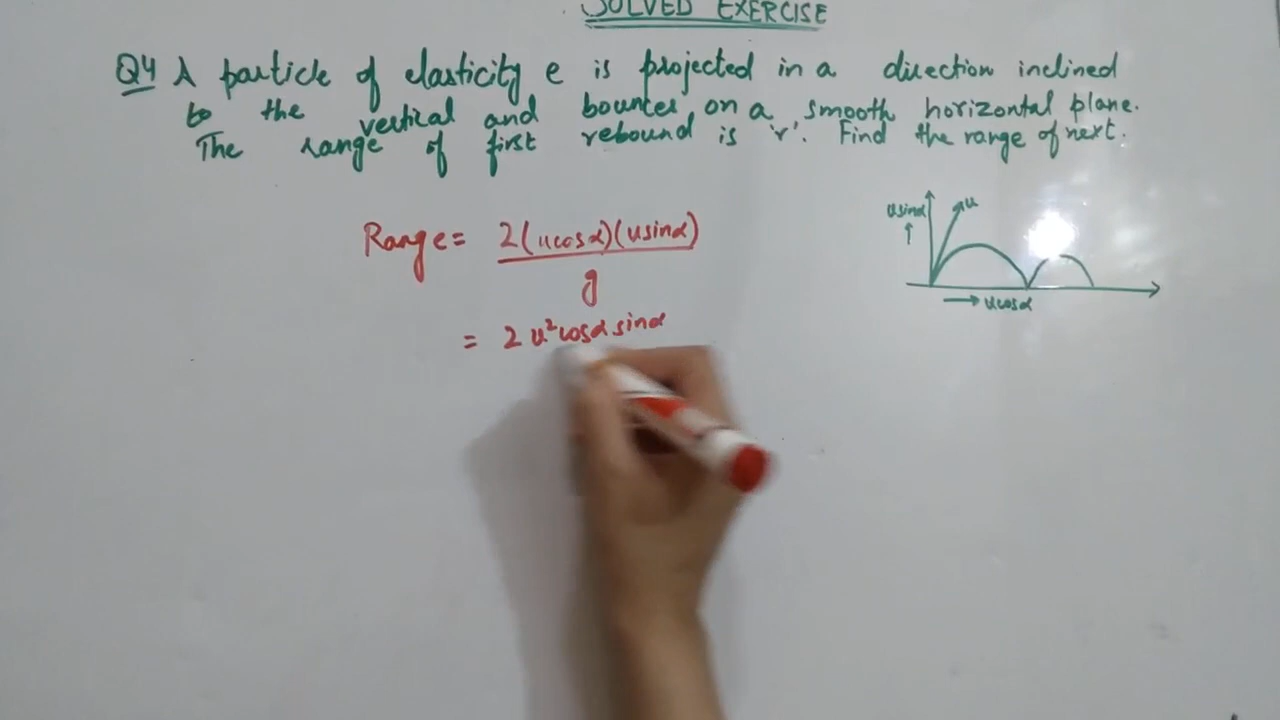 SOLVED EXERCISE
Q4 A particle of elasticity e is projected in a direction inclined
to the vertical and bounces on a smooth horizontal plane.
The range of first rebound is 'r'. Find the range of next.
Range = 2(ucosα)(usinα)
g
= 2 u²cosα sinα
usinα
u
ucosα